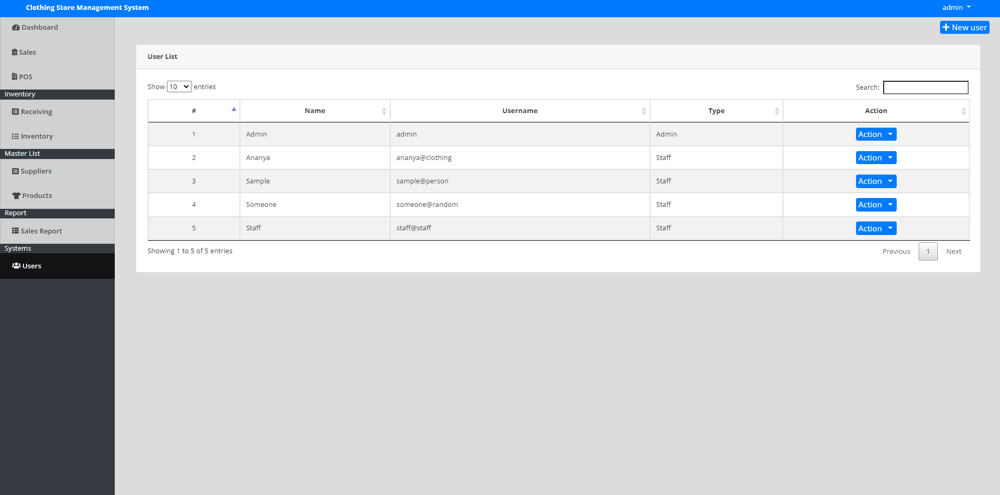 Clothing Store Management System
admin
Dashboard
Sales
POS
Inventory
Receiving
Inventory
Master List
Suppliers
Products
Report
Sales Report
Systems
Users
New user
User List
Show 10 entries
Search:
# Name Username Type Action
1 Admin admin Admin Action
2 Ananya ananya@clothing Staff Action
3 Sample sample@person Staff Action
4 Someone someone@random Staff Action
5 Staff staff@staff Staff Action
Showing 1 to 5 of 5 entries
Previous 1 Next